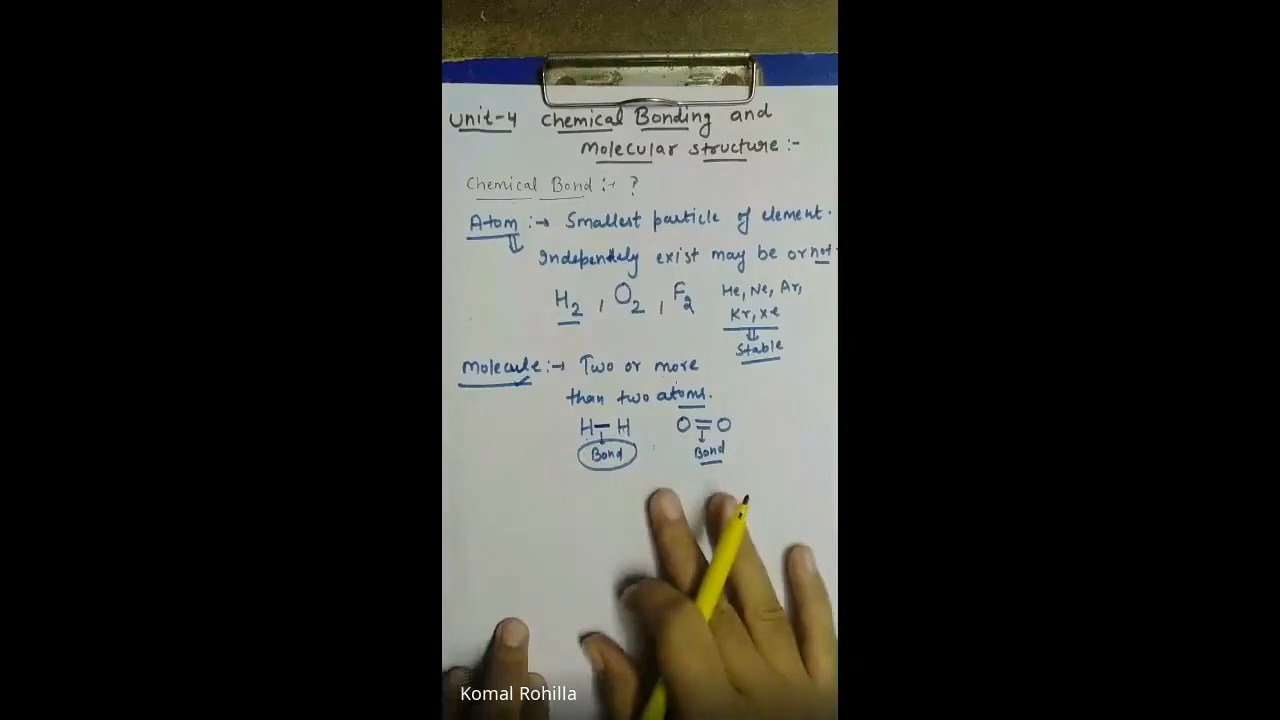 Unit-4 Chemical Bonding and
Molecular structure :-
Chemical Bond :→ ?
Atom :→ Smallest particle of element.
Independely exist may be or not
H2 , O2 , F2
He, Ne, Ar,
Kr, Xe
Stable
Molecule :→ Two or more
than two atoms.
H–H O=O
Bond Bond
Komal Rohilla